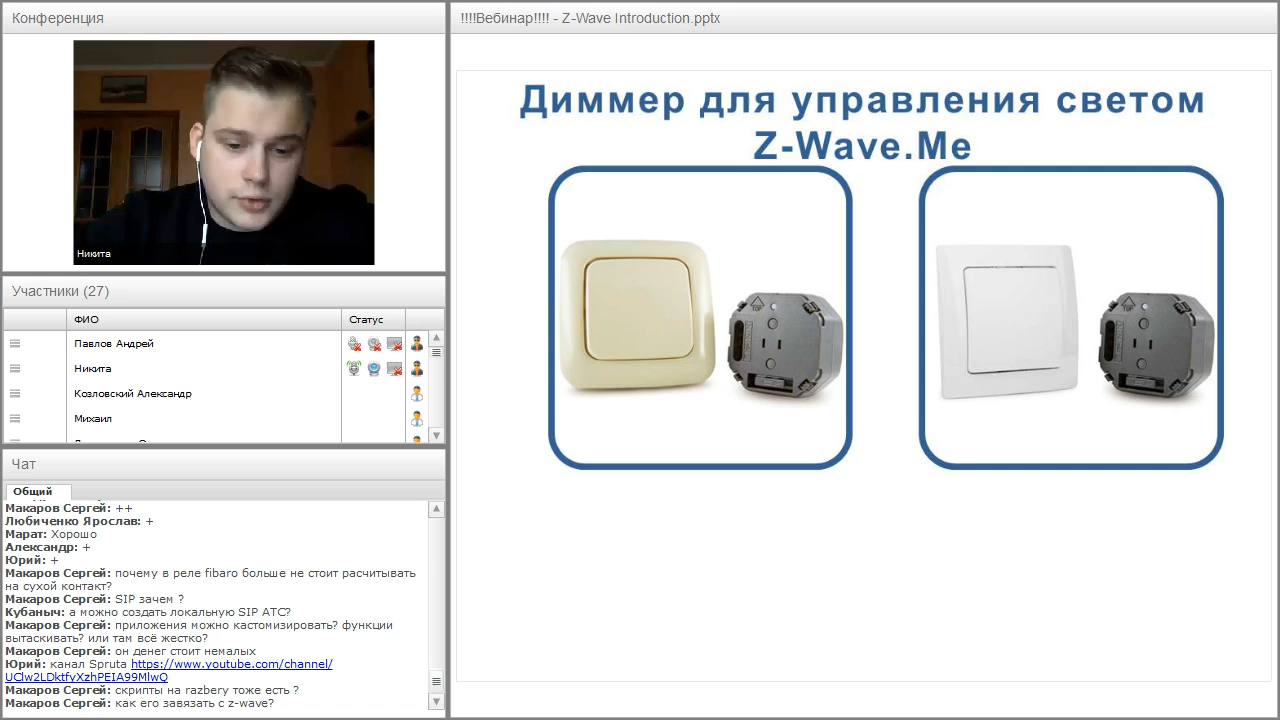 Конференция
Никита
Участники (27)
ФИО
Статус
Павлов Андрей
Никита
Козловский Александр
Михаил
Чат
Общий
Макаров Сергей: ++
Любиченко Ярослав: +
Марат: Хорошо
Александр: +
Юрий: +
Макаров Сергей: почему в реле fibaro больше не стоит расчитывать
на сухой контакт?
Макаров Сергей: SIP зачем ?
Кубаныч: а можно создать локальную SIP АТС?
Макаров Сергей: приложения можно кастомизировать? функции
вытаскивать? или там всё жестко?
Макаров Сергей: он денег стоит немалых
Юрий: канал Spruta https://www.youtube.com/channel/
UClw2LDktfyXzhPEIA99MlwQ
Макаров Сергей: скрипты на razbery тоже есть ?
Макаров Сергей: как его зевязать с z-wave?
!!!!Вебинар!!!! - Z-Wave Introduction.pptx
Диммер для управления светом
Z-Wave.Me
TOP
TOP